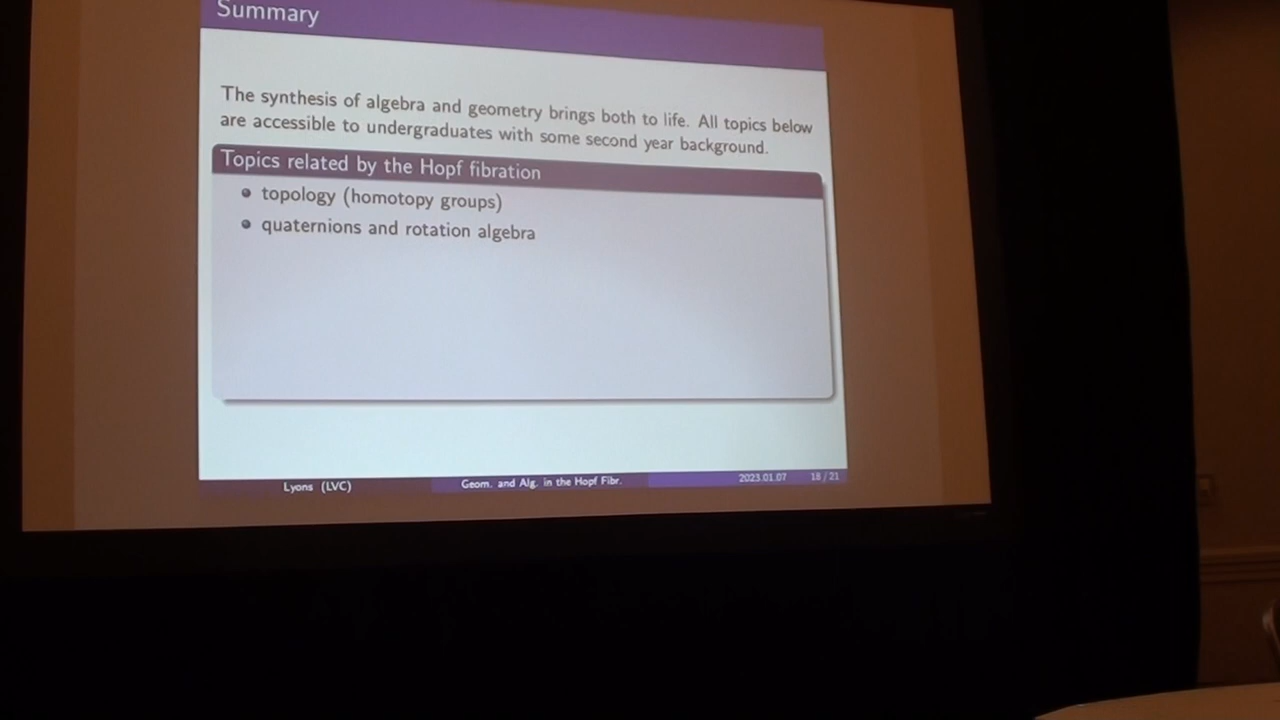 Summary
The synthesis of algebra and geometry brings both to life. All topics below
are accessible to undergraduates with some second year background.
Topics related by the Hopf fibration
topology (homotopy groups)
quaternions and rotation algebra
Lyons (LVC) Geom. and Alg. in the Hopf Fibr. 2023.01.07 18 / 21